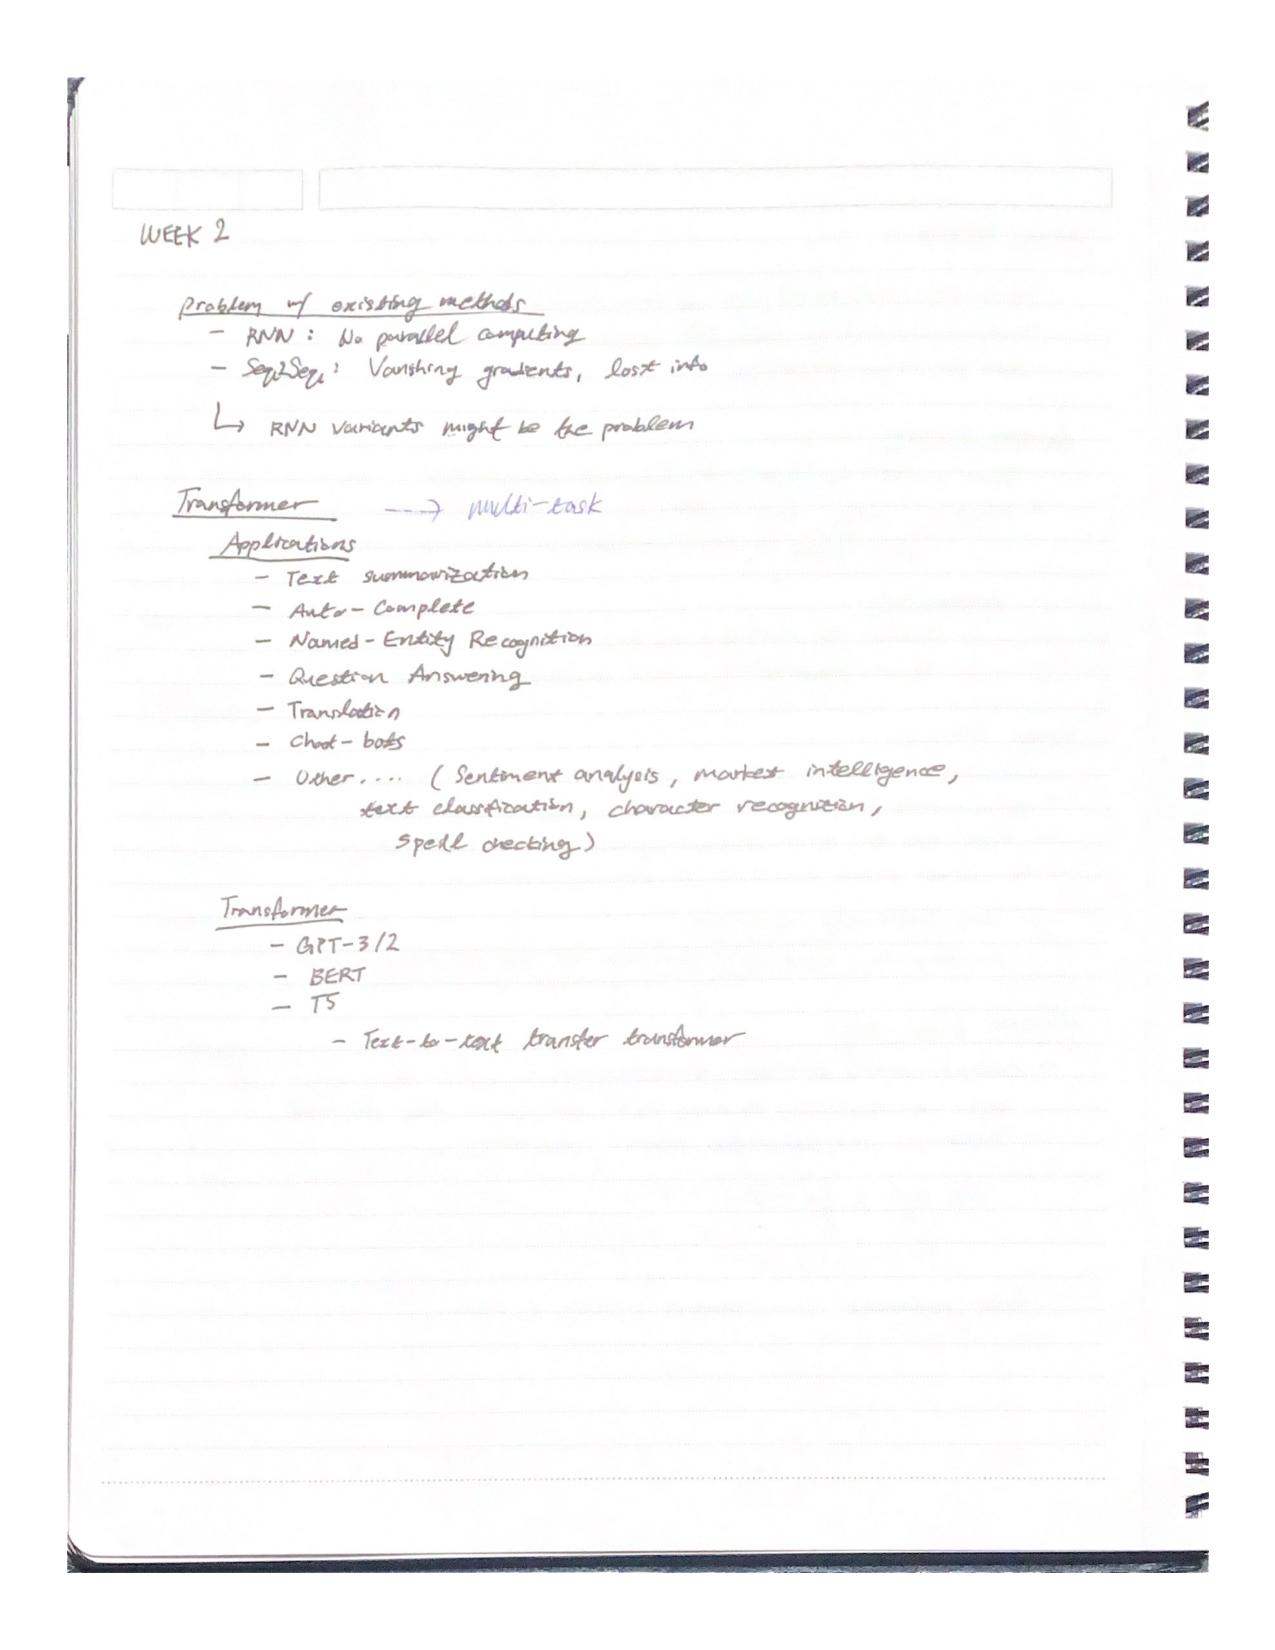 WEEK 2
Problem w/ existing methods
- RNN : No parallel computing
- Seq2Seq : Vanishing gradients, lost info
↳ RNN variants might be the problem
Transformer ---→ multi-task
Applications
- Text summarization
- Auto-Complete
- Named-Entity Recognition
- Question Answering
- Translation
- Chat-bots
- Other .... (Sentiment analysis, market intelligence,
text classification, character recognition,
spell checking)
Transformer
- GPT-3/2
- BERT
- T5
- Text-to-text transfer transformer